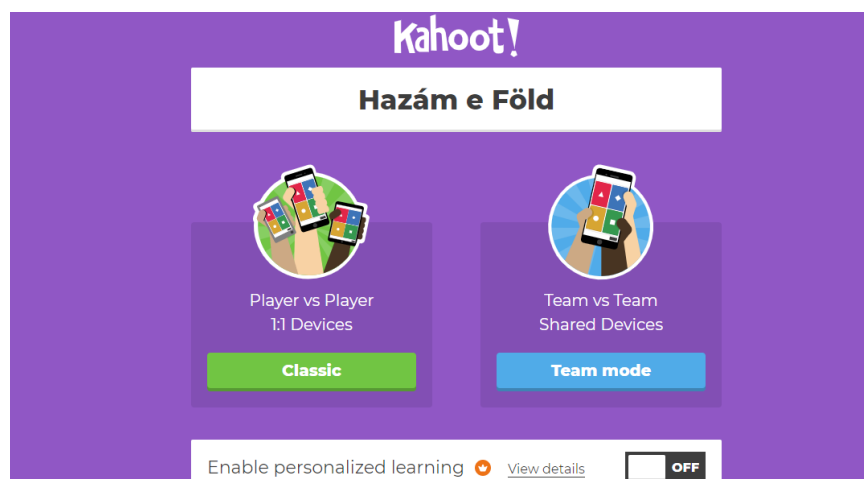 Kahoot!
Hazám e Föld
Player vs Player
1:1 Devices
Classic
Team vs Team
Shared Devices
Team mode
Enable personalized learning View details OFF